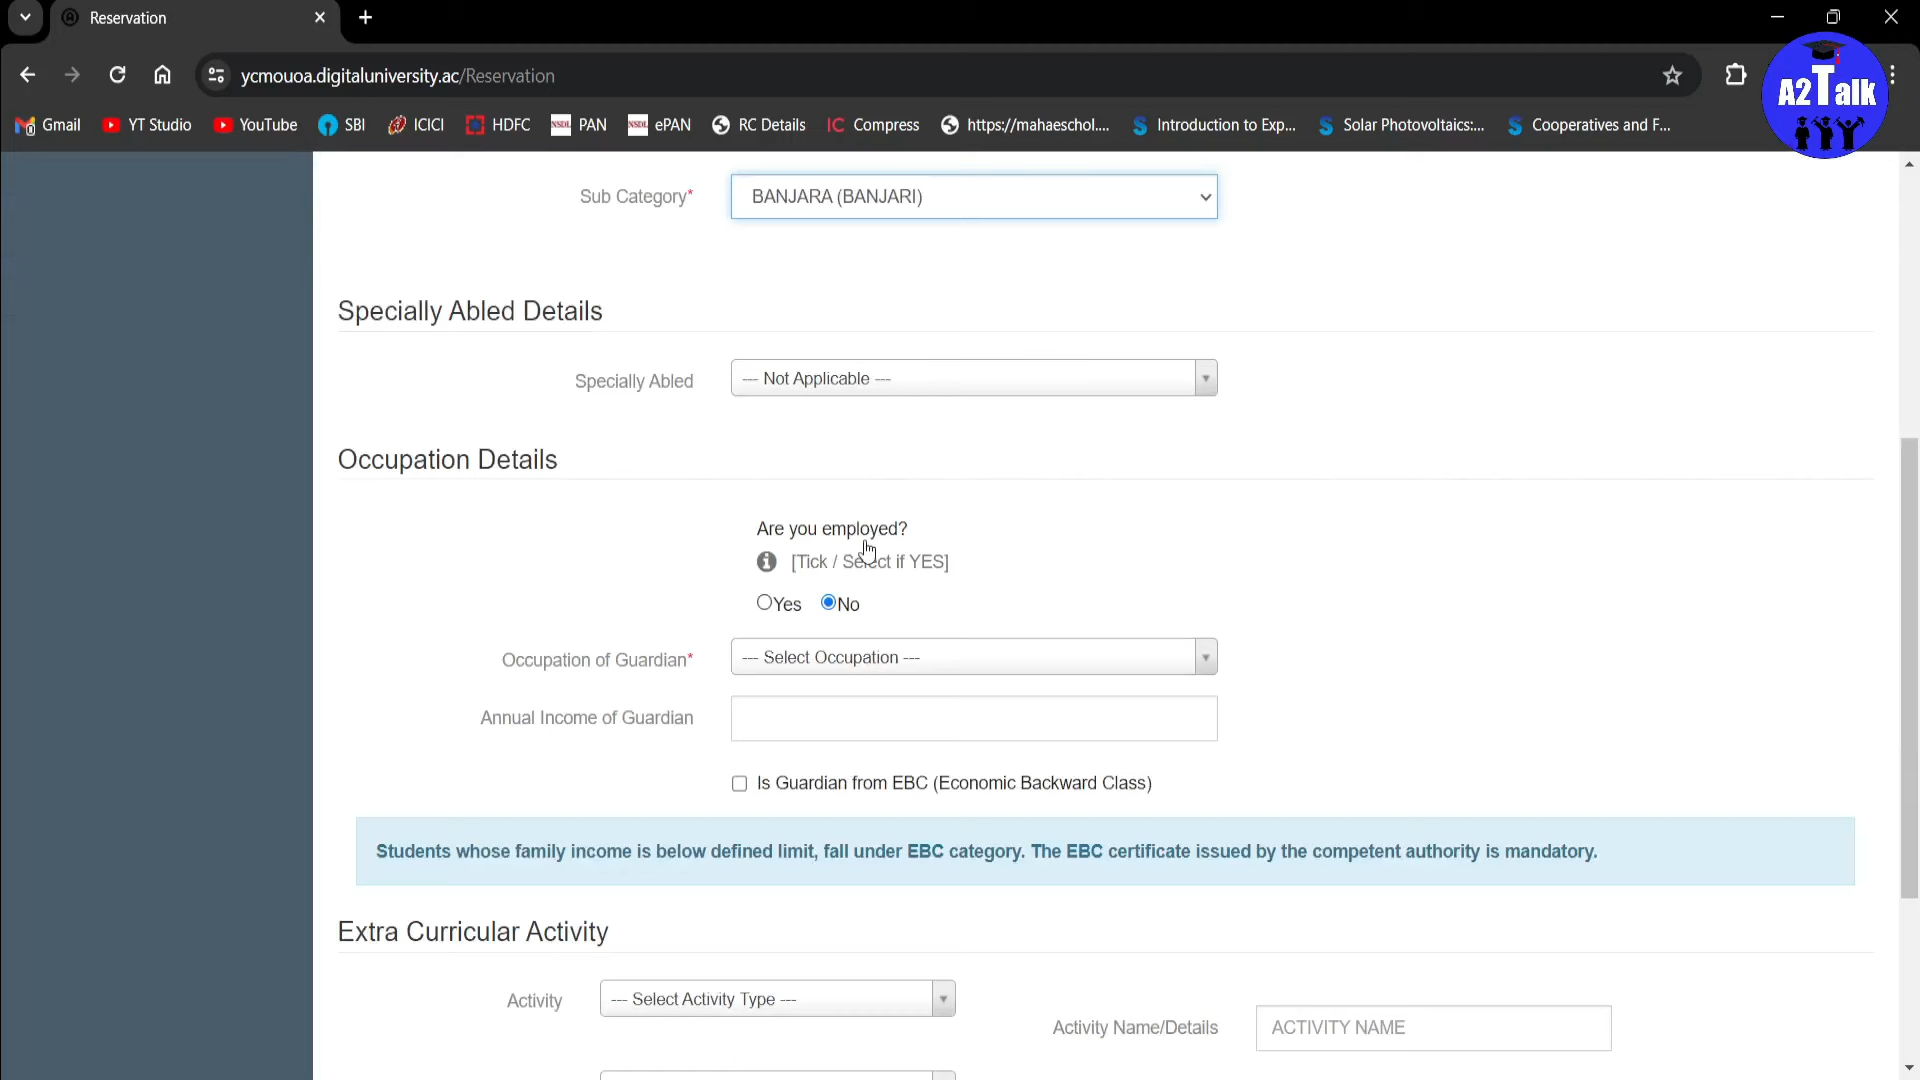 Reservation
ycmouoa.digitaluniversity.ac/Reservation
A2Talk
Gmail YT Studio YouTube SBI ICICI HDFC NSDL PAN NSDL ePAN RC Details IC Compress https://mahaeschol.... S Introduction to Exp... S Solar Photovoltaics:... S Cooperatives and F...
Sub Category* BANJARA (BANJARI)
Specially Abled Details
Specially Abled --- Not Applicable ---
Occupation Details
Are you employed?
[Tick / Select if YES]
Yes No
Occupation of Guardian* --- Select Occupation ---
Annual Income of Guardian
Is Guardian from EBC (Economic Backward Class)
Students whose family income is below defined limit, fall under EBC category. The EBC certificate issued by the competent authority is mandatory.
Extra Curricular Activity
Activity --- Select Activity Type ---
Activity Name/Details ACTIVITY NAME